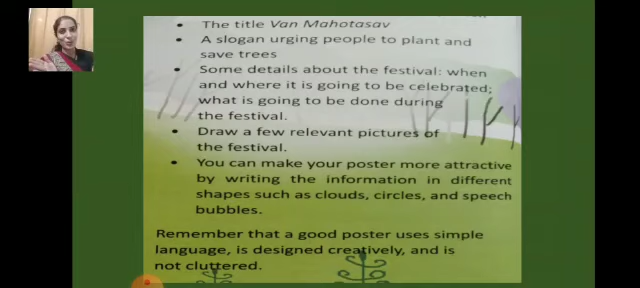 • The title Van Mahotasav
• A slogan urging people to plant and
save trees
• Some details about the festival: when
and where it is going to be celebrated;
what is going to be done during
the festival.
• Draw a few relevant pictures of
the festival.
• You can make your poster more attractive
by writing the information in different
shapes such as clouds, circles, and speech
bubbles.
Remember that a good poster uses simple
language, is designed creatively, and is
not cluttered.